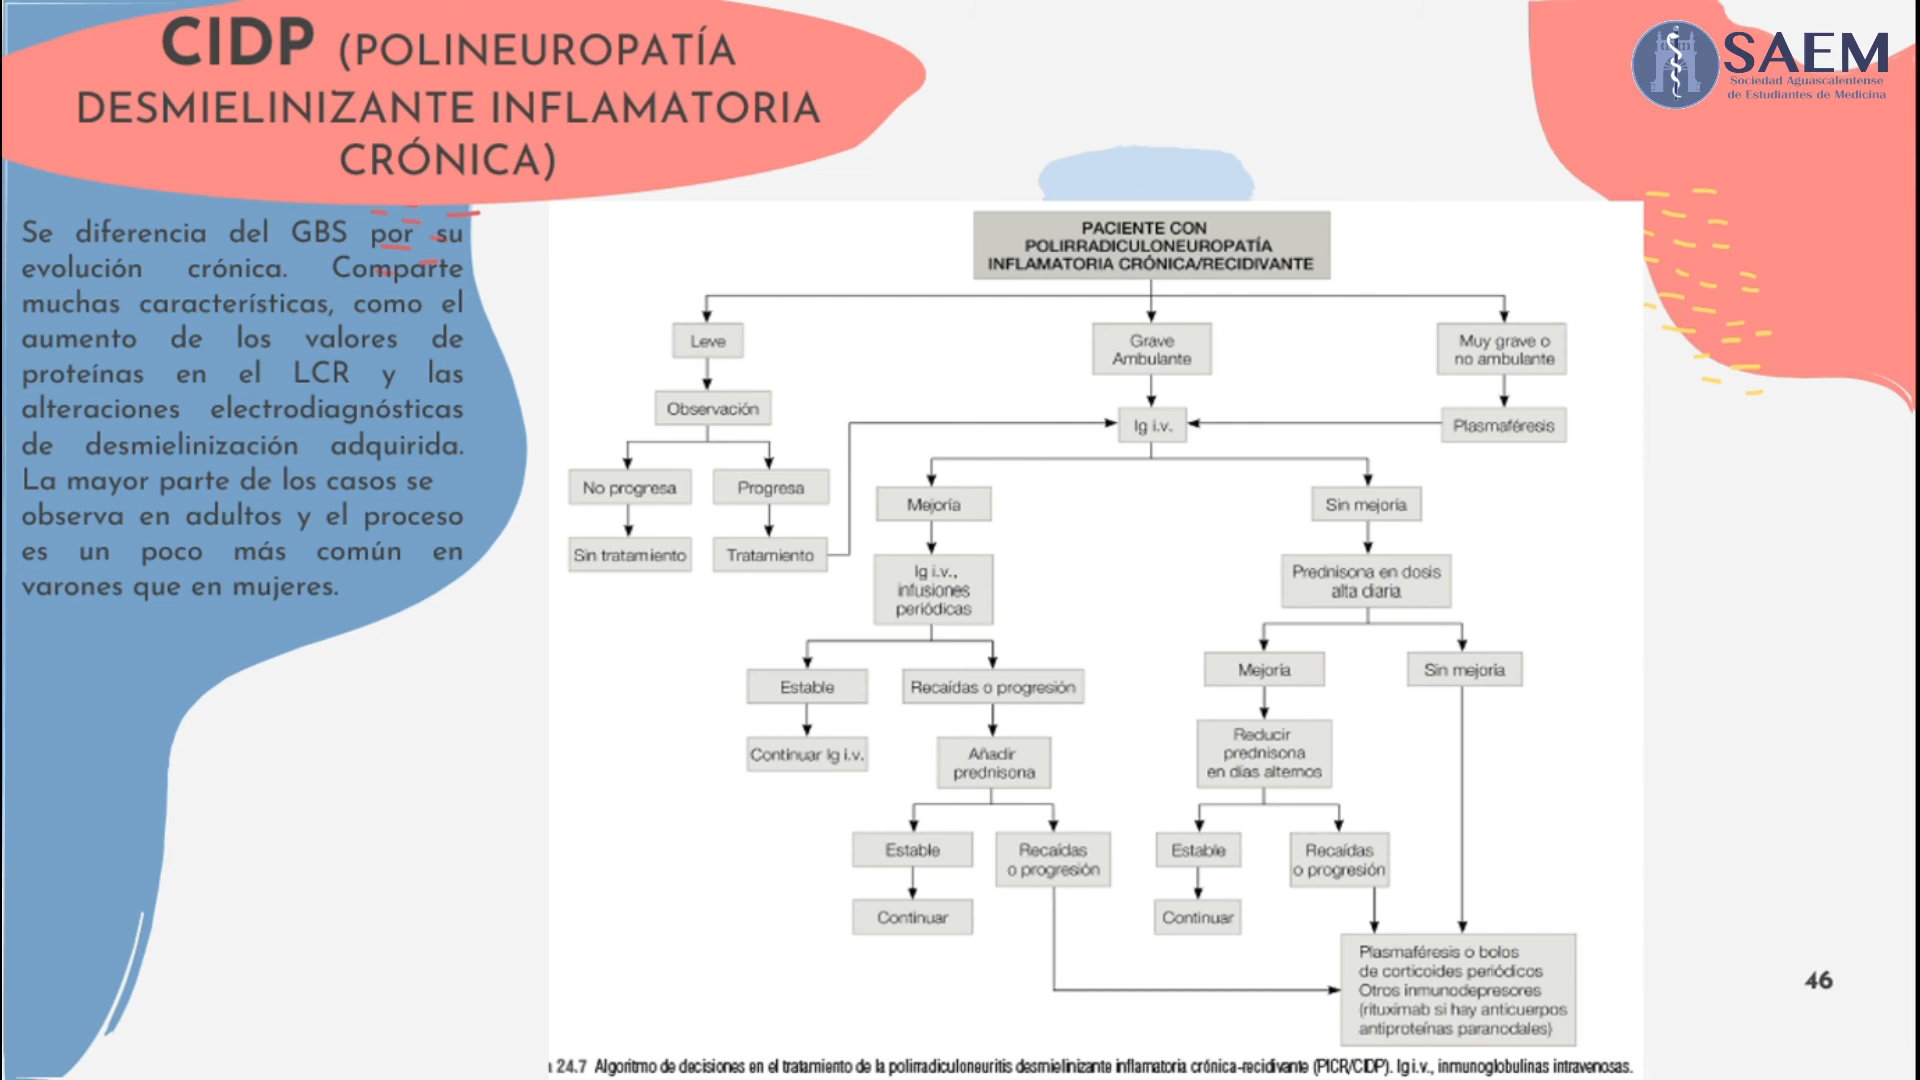 CIDP (POLINEUROPATÍA
DESMIELINIZANTE INFLAMATORIA
CRÓNICA)
SAEM
Sociedad Aguascalentense
de Estudiantes de Medicina
Se diferencia del GBS por su
evolución crónica. Comparte
muchas características, como el
aumento de los valores de
proteínas en el LCR y las
alteraciones electrodiagnósticas
de desmielinización adquirida.
La mayor parte de los casos se
observa en adultos y el proceso
es un poco más común en
varones que en mujeres.
PACIENTE CON
POLIRRADICULONEUROPATÍA
INFLAMATORIA CRÓNICA/RECIDIVANTE
Leve
Grave
Ambulante
Muy grave o
no ambulante
Observación
Ig i.v.
Plasmaféresis
No progresa
Progresa
Mejoría
Sin mejoría
Sin tratamiento
Tratamiento
Ig i.v.,
infusiones
periódicas
Prednisona en dosis
alta diaria
Estable
Recaídas o progresión
Mejoría
Sin mejoría
Continuar Ig i.v.
Añadir
prednisona
Reducir
prednisona
en días alternos
Estable
Recaídas
o progresión
Estable
Recaídas
o progresión
Continuar
Continuar
Plasmaféresis o bolos
de corticoides periódicos
Otros inmunodepresores
(rituximab si hay anticuerpos
antiproteínas paranodales)
46
24.7 Algoritmo de decisiones en el tratamiento de la polirradiculoneuritis desmielinizante inflamatoria crónica-recidivante (PICR/CIDP). Ig i.v., inmunoglobulinas intravenosas.